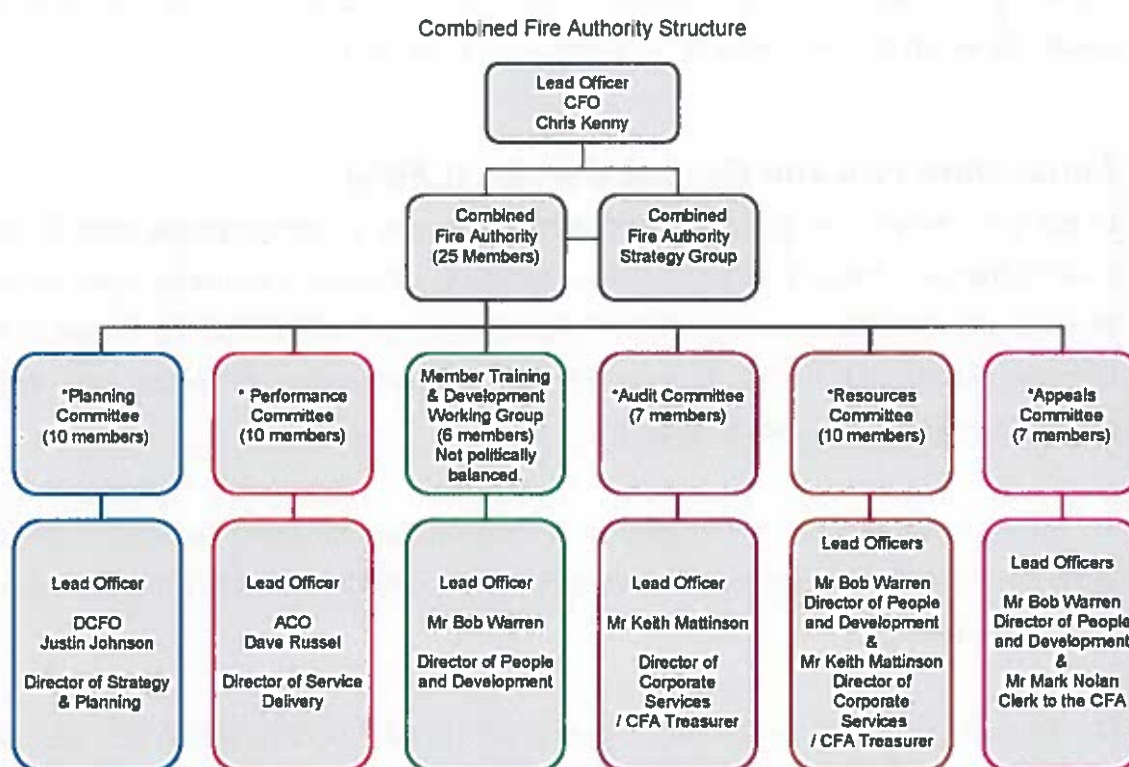 Combined Fire Authority Structure
Lead Officer
CFO
Chris Kenny
Combined
Fire Authority
(25 Members)
Combined
Fire Authority
Strategy Group
*Planning
Committee
(10 members)
* Performance
Committee
(10 members)
Member Training
& Development
Working Group
(6 members)
Not politically
balanced.
*Audit Committee
(7 members)
*Resources
Committee
(10 members)
*Appeals
Committee
(7 members)
Lead Officer
DCFO
Justin Johnson
Director of Strategy
& Planning
Lead Officer
ACO
Dave Russel
Director of Service
Delivery
Lead Officer
Mr Bob Warren
Director of People
and Development
Lead Officer
Mr Keith Mattinson
Director of
Corporate
Services
/ CFA Treasurer
Lead Officers
Mr Bob Warren
Director of People
and Development
&
Mr Keith Mattinson
Director of
Corporate
Services
/ CFA Treasurer
Lead Officers
Mr Bob Warren
Director of People
and Development
&
Mr Mark Nolan
Clerk to the CFA